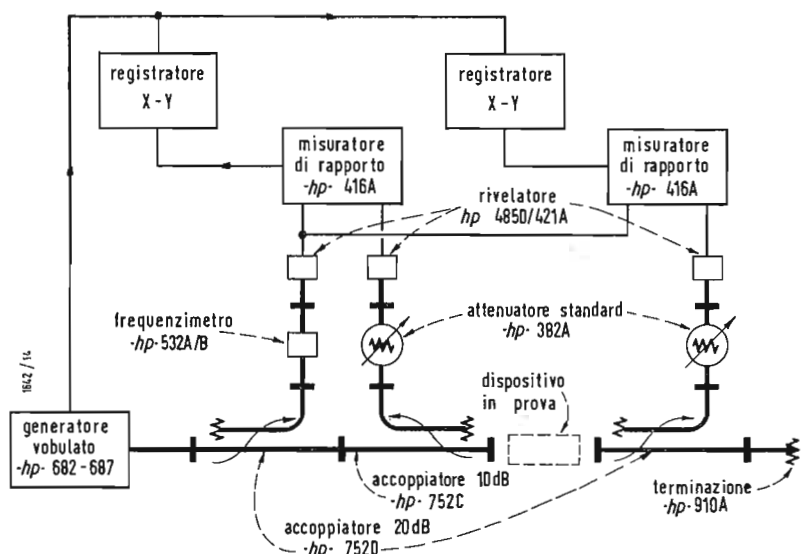 registratore
X-Y
registratore
X-Y
misuratore
di rapporto
-hp- 416A
misuratore
di rapporto
-hp- 416A
rivelatore
hp 485D/421A
frequenzimetro
-hp-532A/B
attenuatore standard
-hp- 382A
1642/14
dispositivo
in prova
generatore
vobulato
-hp- 682-687
accoppiatore 10dB
-hp- 752C
accoppiatore 20dB
-hp- 752D
terminazione
-hp-910A